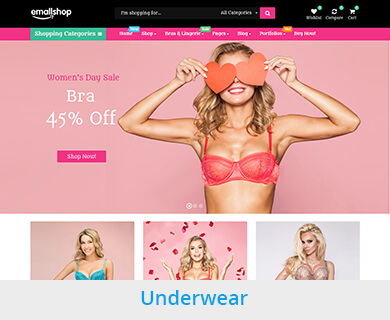 emallshop
I'm shopping for...
All Categories
Wishlist
Compare
Cart
Shopping Categories
Home
Shop
Bras & Lingerie
Pages
Blog
Portfolios
Buy Now!
Women's Day Sale
Bra
45% Off
Shop Now!
Underwear